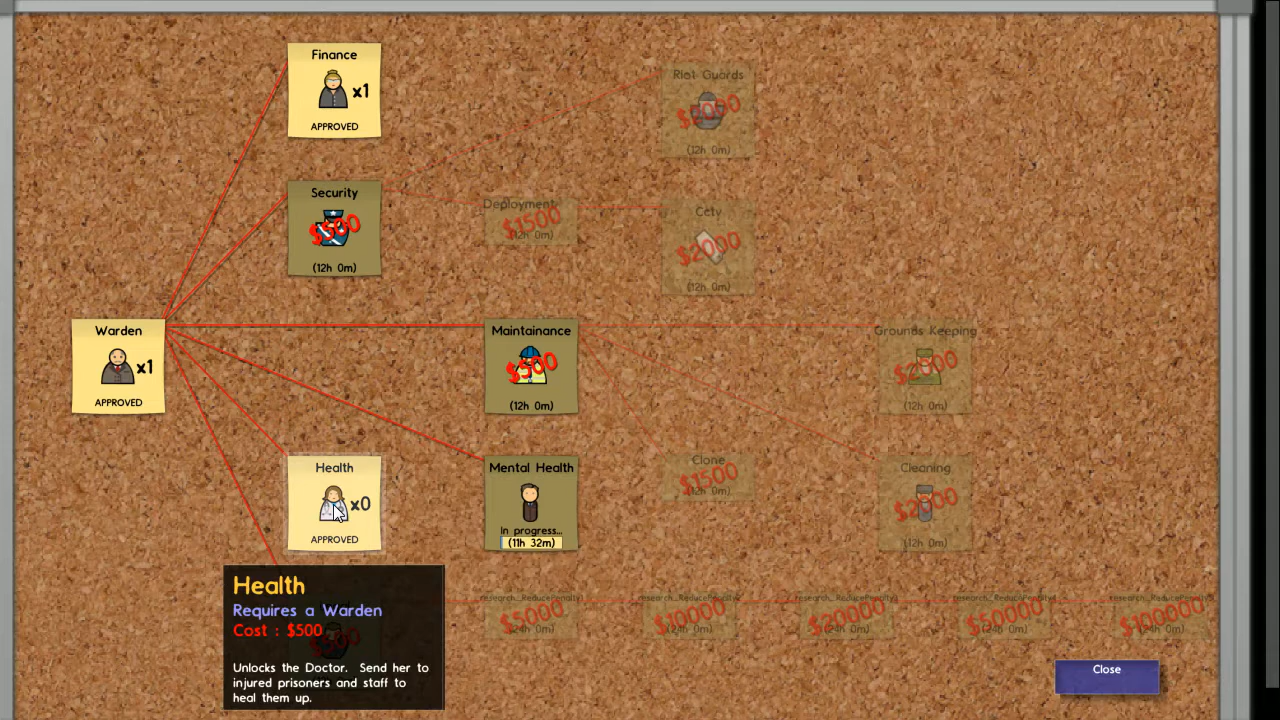 Finance
x1
APPROVED
Riot Guards
(12h 0m)
Security
$500
(12h 0m)
Deployment
$1500
(12h 0m)
Cctv
$2000
(12h 0m)
Warden
x1
APPROVED
Maintainance
$500
(12h 0m)
Grounds Keeping
$2000
(12h 0m)
Health
x0
APPROVED
Mental Health
In progress...
(11h 32m)
Clone
$1500
(12h 0m)
Cleaning
$2000
(12h 0m)
Health
Requires a Warden
Cost : $500
Unlocks the Doctor. Send her to
injured prisoners and staff to
heal them up.
research_ReducePenality1
$5000
(24h 0m)
$10000
(24h 0m)
$20000
(24h 0m)
$50000
(24h 0m)
$100000
(24h 0m)
Close